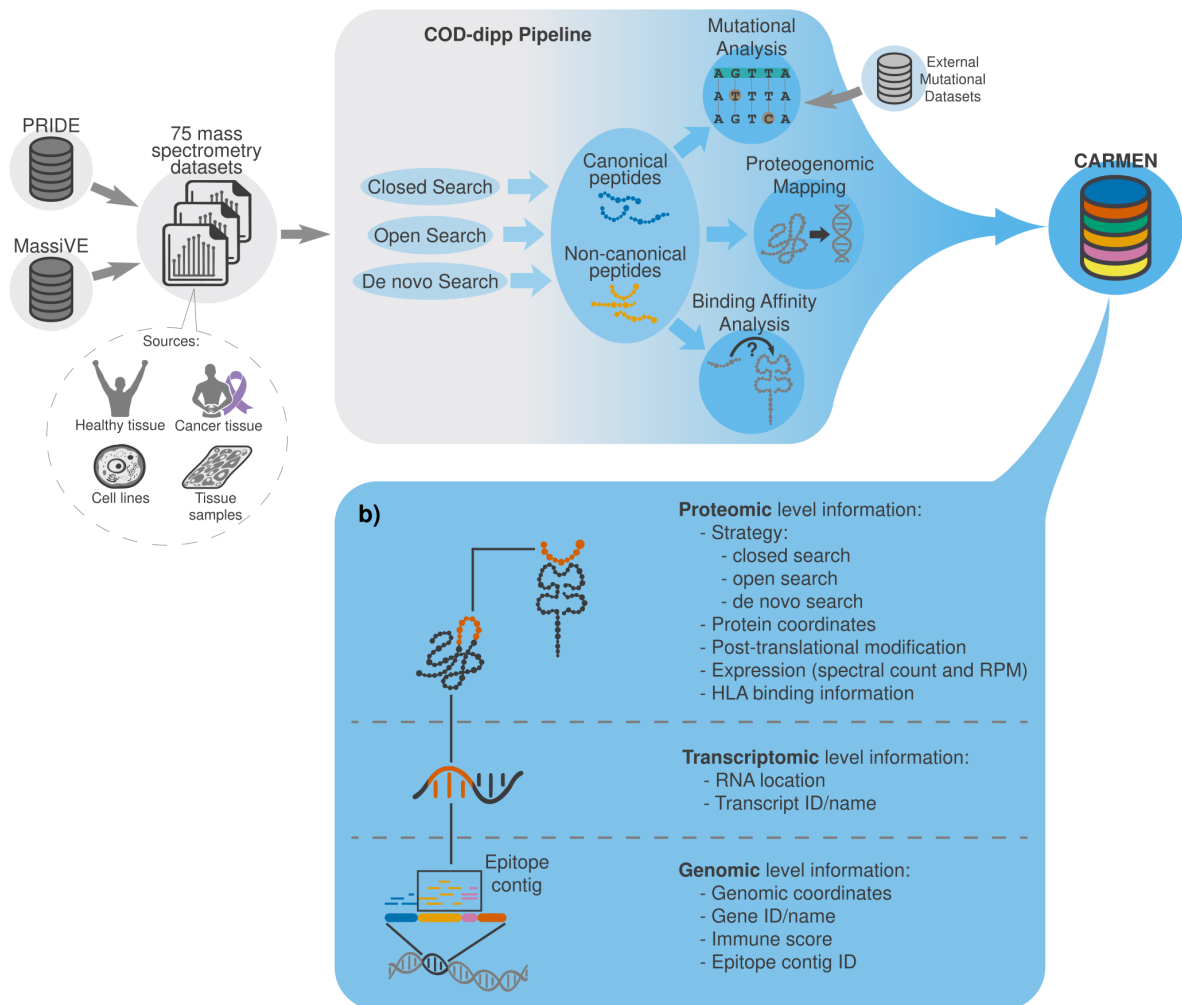 COD-dipp Pipeline
PRIDE
MassiVE
75 mass
spectrometry
datasets
Sources:
Healthy tissue
Cancer tissue
Cell lines
Tissue
samples
Closed Search
Open Search
De novo Search
Canonical
peptides
Non-canonical
peptides
Mutational
Analysis
A G T T A
A T T T A
A G T C A
External
Mutational
Datasets
Proteogenomic
Mapping
Binding Affinity
Analysis
?
CARMEN
b)
Proteomic level information:
- Strategy:
- closed search
- open search
- de novo search
- Protein coordinates
- Post-translational modification
- Expression (spectral count and RPM)
- HLA binding information
Transcriptomic level information:
- RNA location
- Transcript ID/name
Epitope
contig
Genomic level information:
- Genomic coordinates
- Gene ID/name
- Immune score
- Epitope contig ID